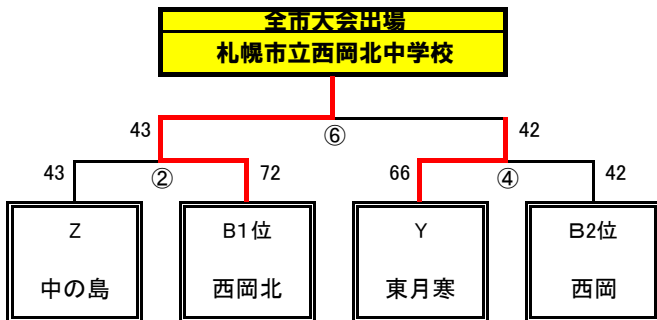 全市大会出場
札幌市立西岡北中学校
43 ⑥ 42
43 ② 72 66 ④ 42
Z B1位 Y B2位
中の島 西岡北 東月寒 西岡